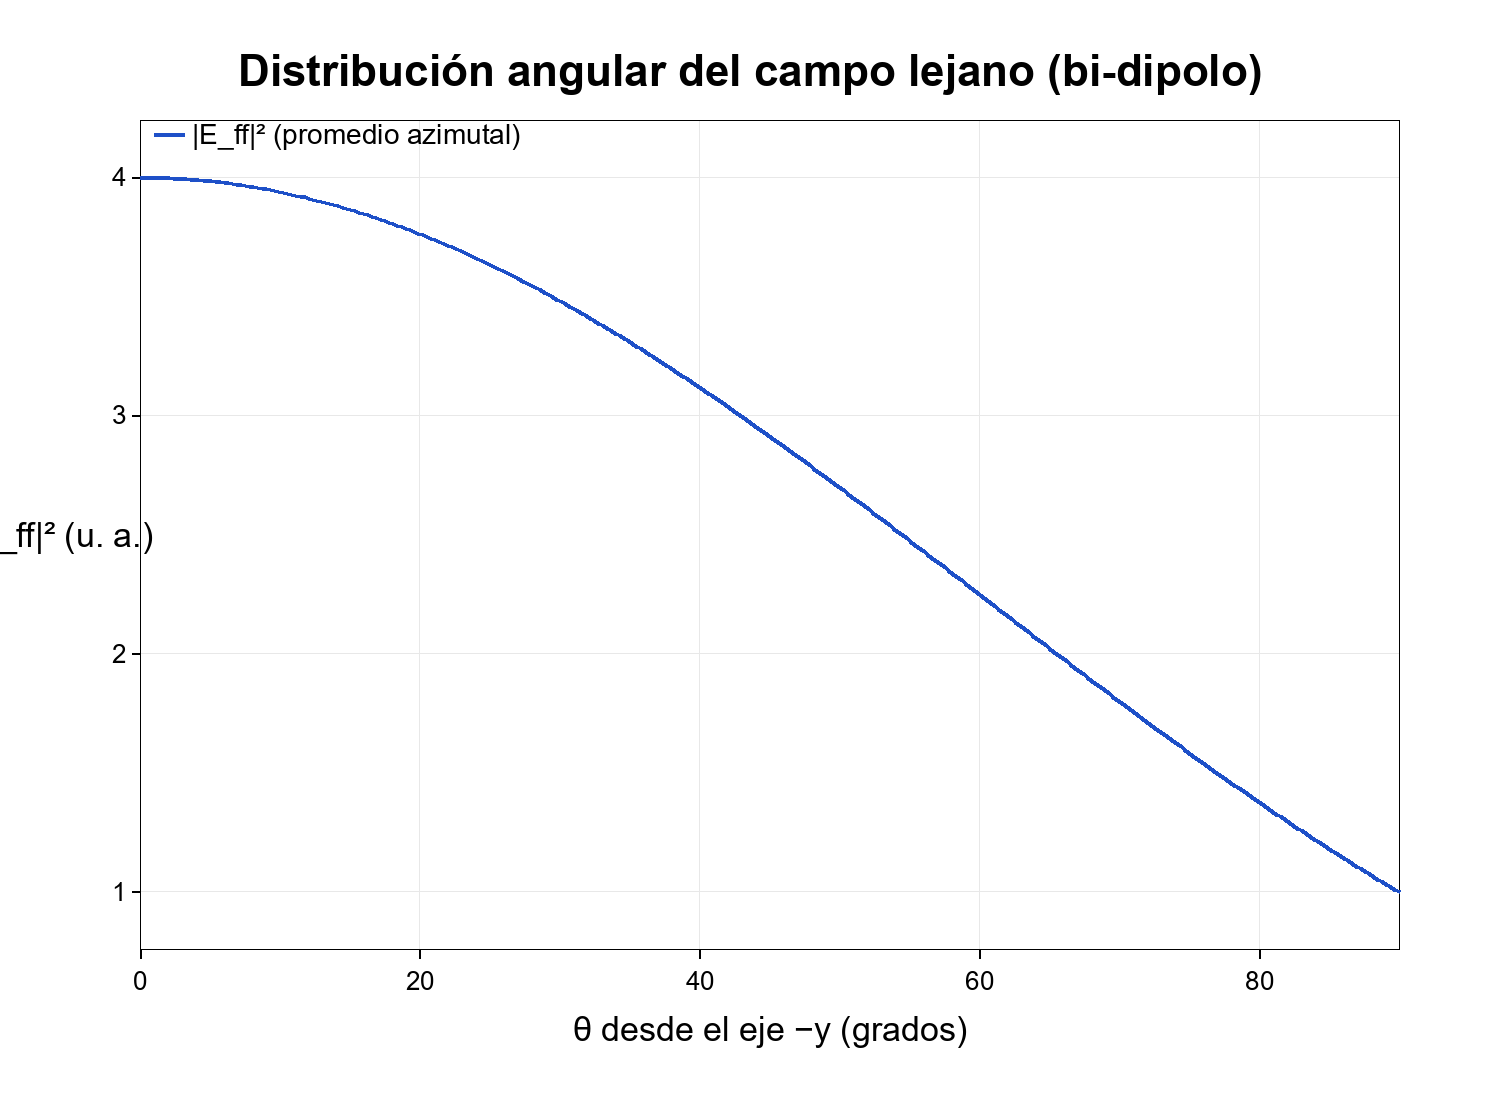 Distribución angular del campo lejano (bi-dipolo)
|E_ff|² (promedio azimutal)
4
3
_ff|² (u. a.)
2
1
0 20 40 60 80
θ desde el eje −y (grados)